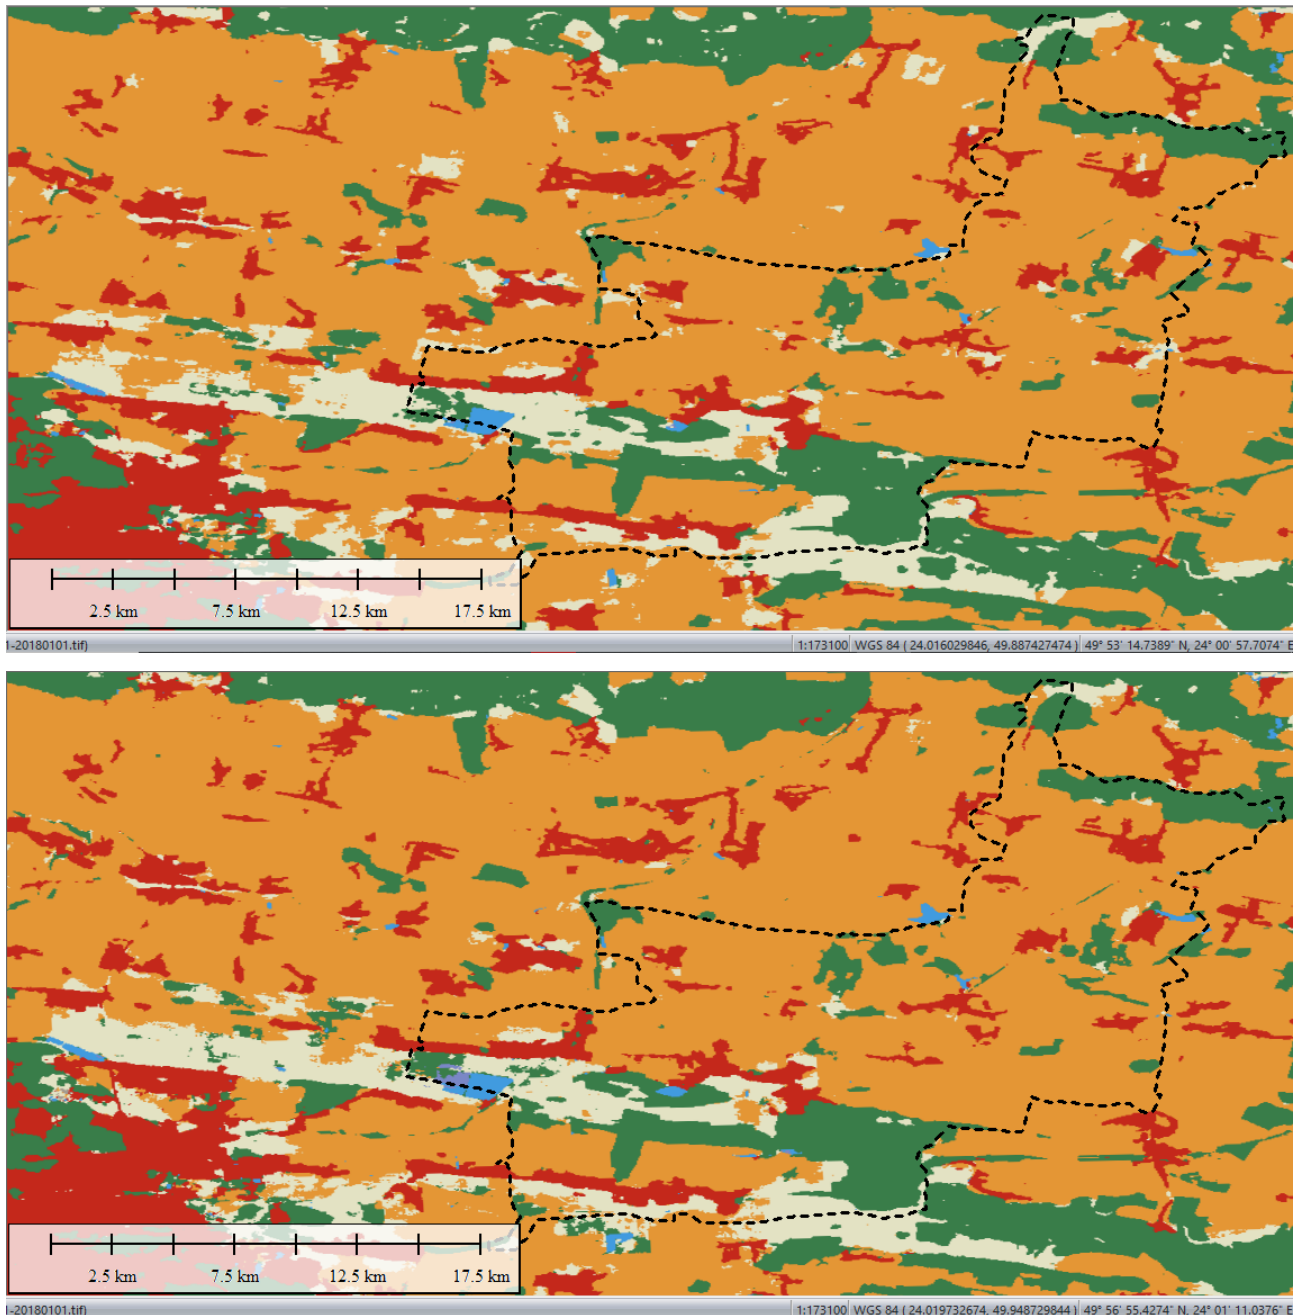 2.5 km 7.5 km 12.5 km 17.5 km
1-20180101.tif) 1:173100 WGS 84 ( 24.016029846, 49.887427474 ) 49° 53' 14.7389" N, 24° 00' 57.7074" E
2.5 km 7.5 km 12.5 km 17.5 km
1-20180101.tif) 1:173100 WGS 84 ( 24.019732674, 49.948729844 ) 49° 56' 55.4274" N, 24° 01' 11.0376" E